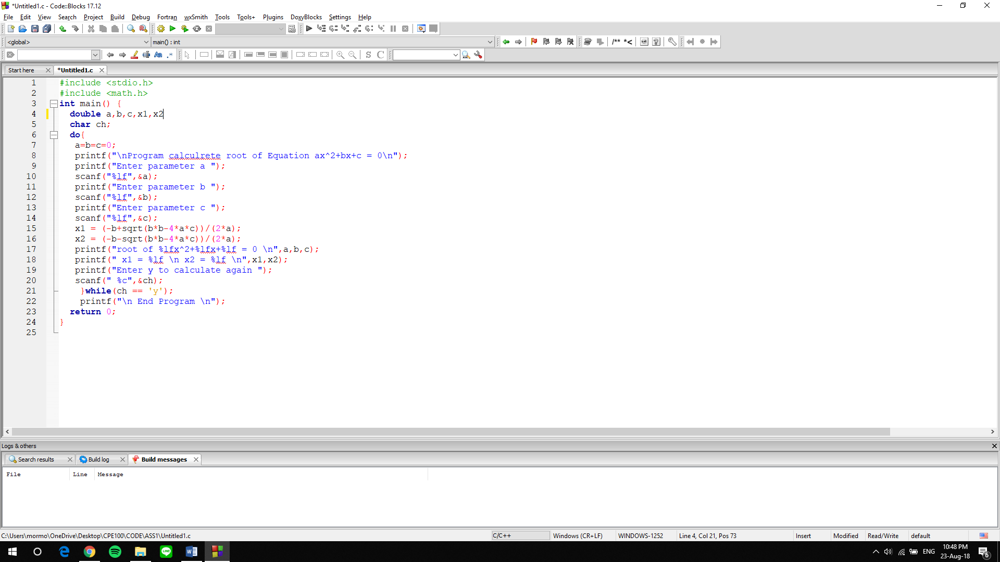 *Untitled1.c - Code::Blocks 17.12
File Edit View Search Project Build Debug Fortran wxSmith Tools Tools+ Plugins DoxyBlocks Settings Help
<global> main() : int /** *<
Aa .* S C
Start here *Untitled1.c
1 #include <stdio.h>
2 #include <math.h>
3 int main() {
4 double a,b,c,x1,x2
5 char ch;
6 do{
7 a=b=c=0;
8 printf("\nProgram calculrete root of Equation ax^2+bx+c = 0\n");
9 printf("Enter parameter a ");
10 scanf("%lf",&a);
11 printf("Enter parameter b ");
12 scanf("%lf",&b);
13 printf("Enter parameter c ");
14 scanf("%lf",&c);
15 x1 = (-b+sqrt(b*b-4*a*c))/(2*a);
16 x2 = (-b-sqrt(b*b-4*a*c))/(2*a);
17 printf("root of %lfx^2+%lfx+%lf = 0 \n",a,b,c);
18 printf(" x1 = %lf \n x2 = %lf \n",x1,x2);
19 printf("Enter y to calculate again ");
20 scanf(" %c",&ch);
21 }while(ch == 'y');
22 printf("\n End Program \n");
23 return 0;
24 }
25
Logs & others
Search results Build log Build messages
File Line Message
C:\Users\mormo\OneDrive\Desktop\CPE100\CODE\ASS1\Untitled1.c C/C++ Windows (CR+LF) WINDOWS-1252 Line 4, Col 21, Pos 73 Insert Modified Read/Write default
LINE ENG 10:48 PM
23-Aug-18 6